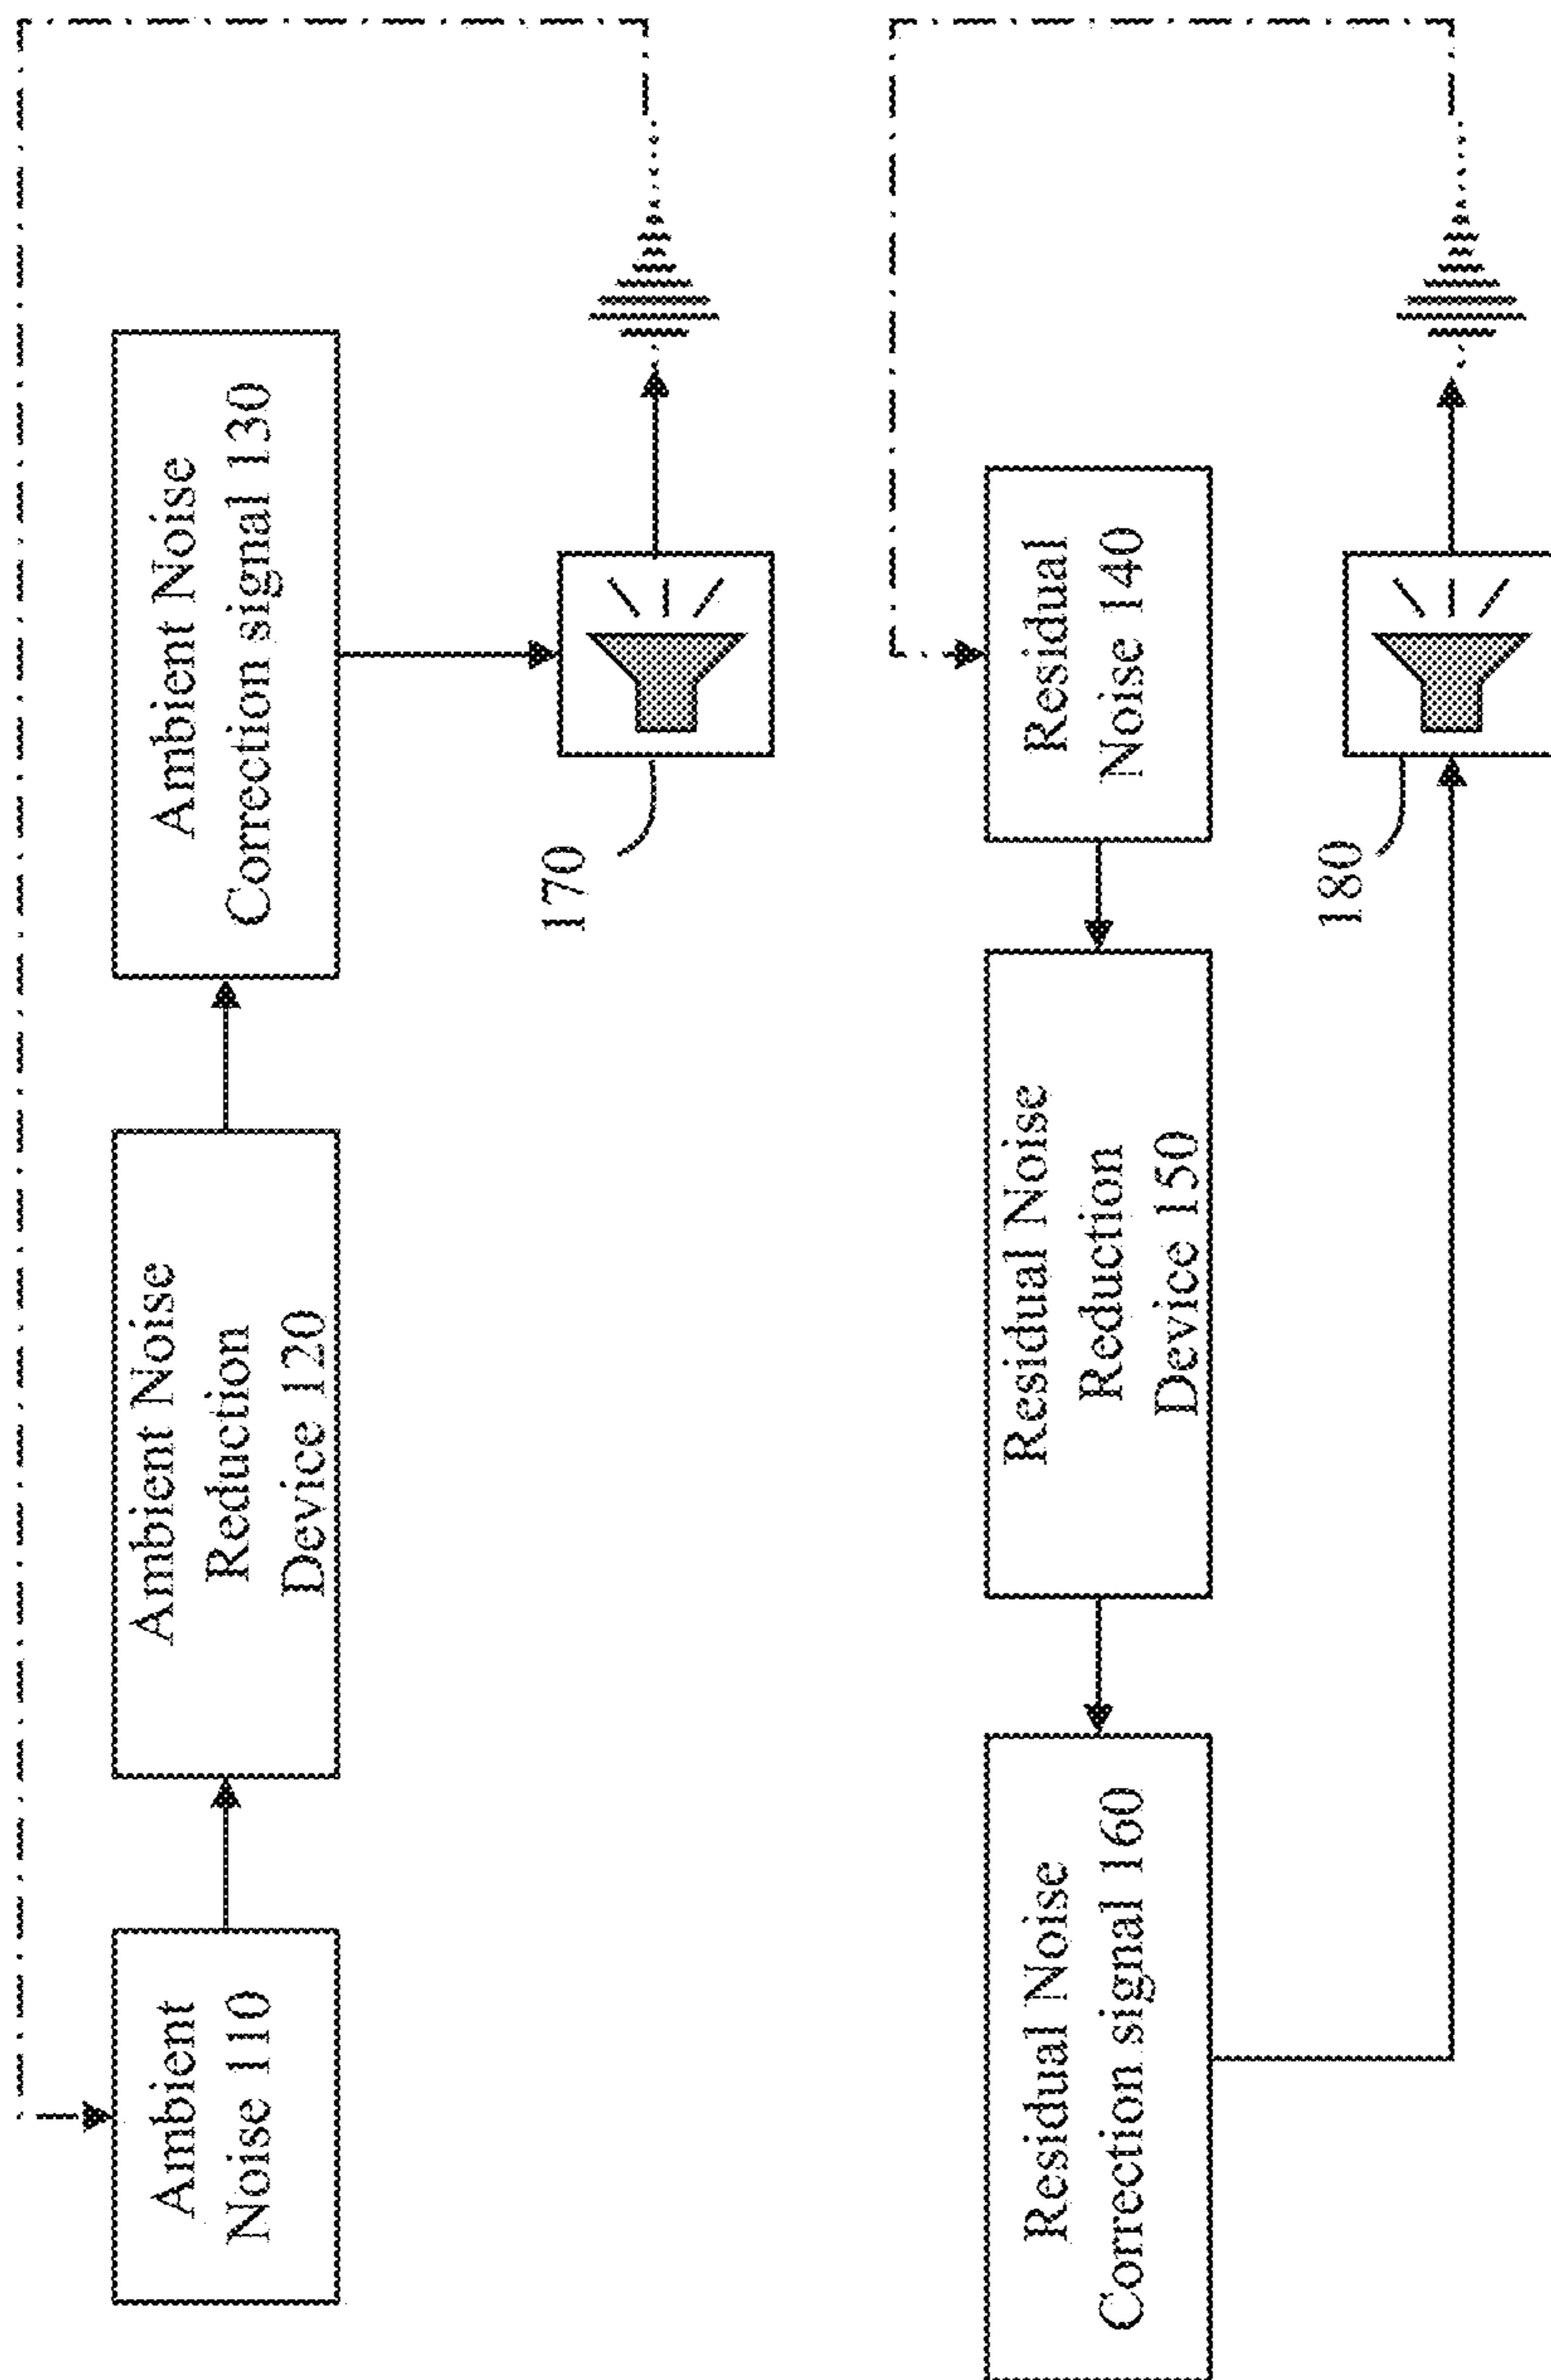 Ambient
Noise 110
Ambient Noise
Reduction
Device 120
Ambient Noise
Correction signal 130
170
Residual Noise
Correction signal 160
Residual Noise
Reduction
Device 150
Residual
Noise 140
180